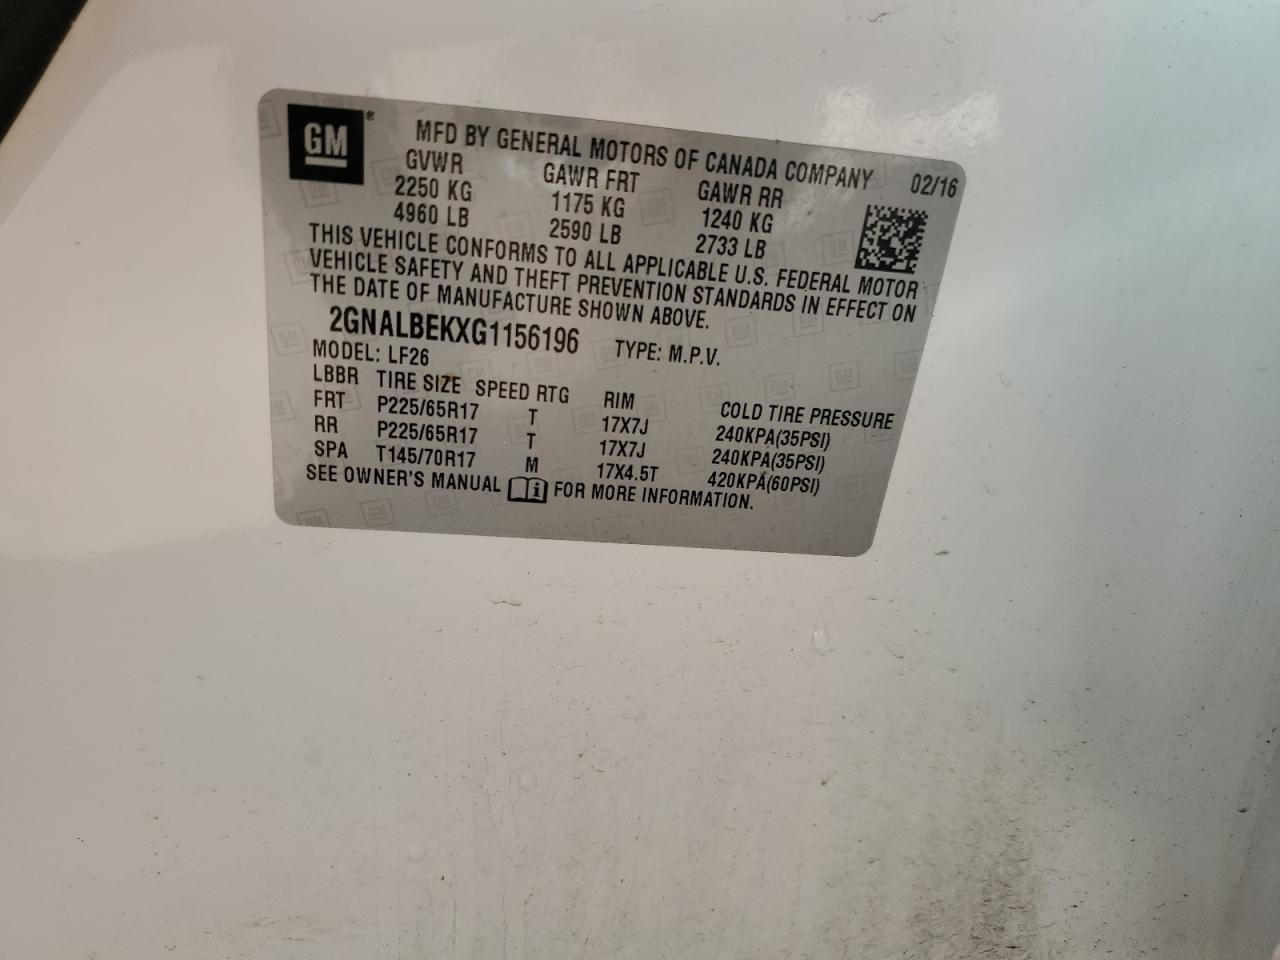 GM ® MFD BY GENERAL MOTORS OF CANADA COMPANY 02/16
GVWR GAWR FRT GAWR RR
2250 KG 1175 KG 1240 KG
4960 LB 2590 LB 2733 LB
THIS VEHICLE CONFORMS TO ALL APPLICABLE U.S. FEDERAL MOTOR
VEHICLE SAFETY AND THEFT PREVENTION STANDARDS IN EFFECT ON
THE DATE OF MANUFACTURE SHOWN ABOVE.
2GNALBEKXG1156196 TYPE: M.P.V.
MODEL: LF26
LBBR TIRE SIZE SPEED RTG RIM COLD TIRE PRESSURE
FRT P225/65R17 T 17X7J 240KPA(35PSI)
RR P225/65R17 T 17X7J 240KPA(35PSI)
SPA T145/70R17 M 17X4.5T 420KPA(60PSI)
SEE OWNER'S MANUAL i FOR MORE INFORMATION.